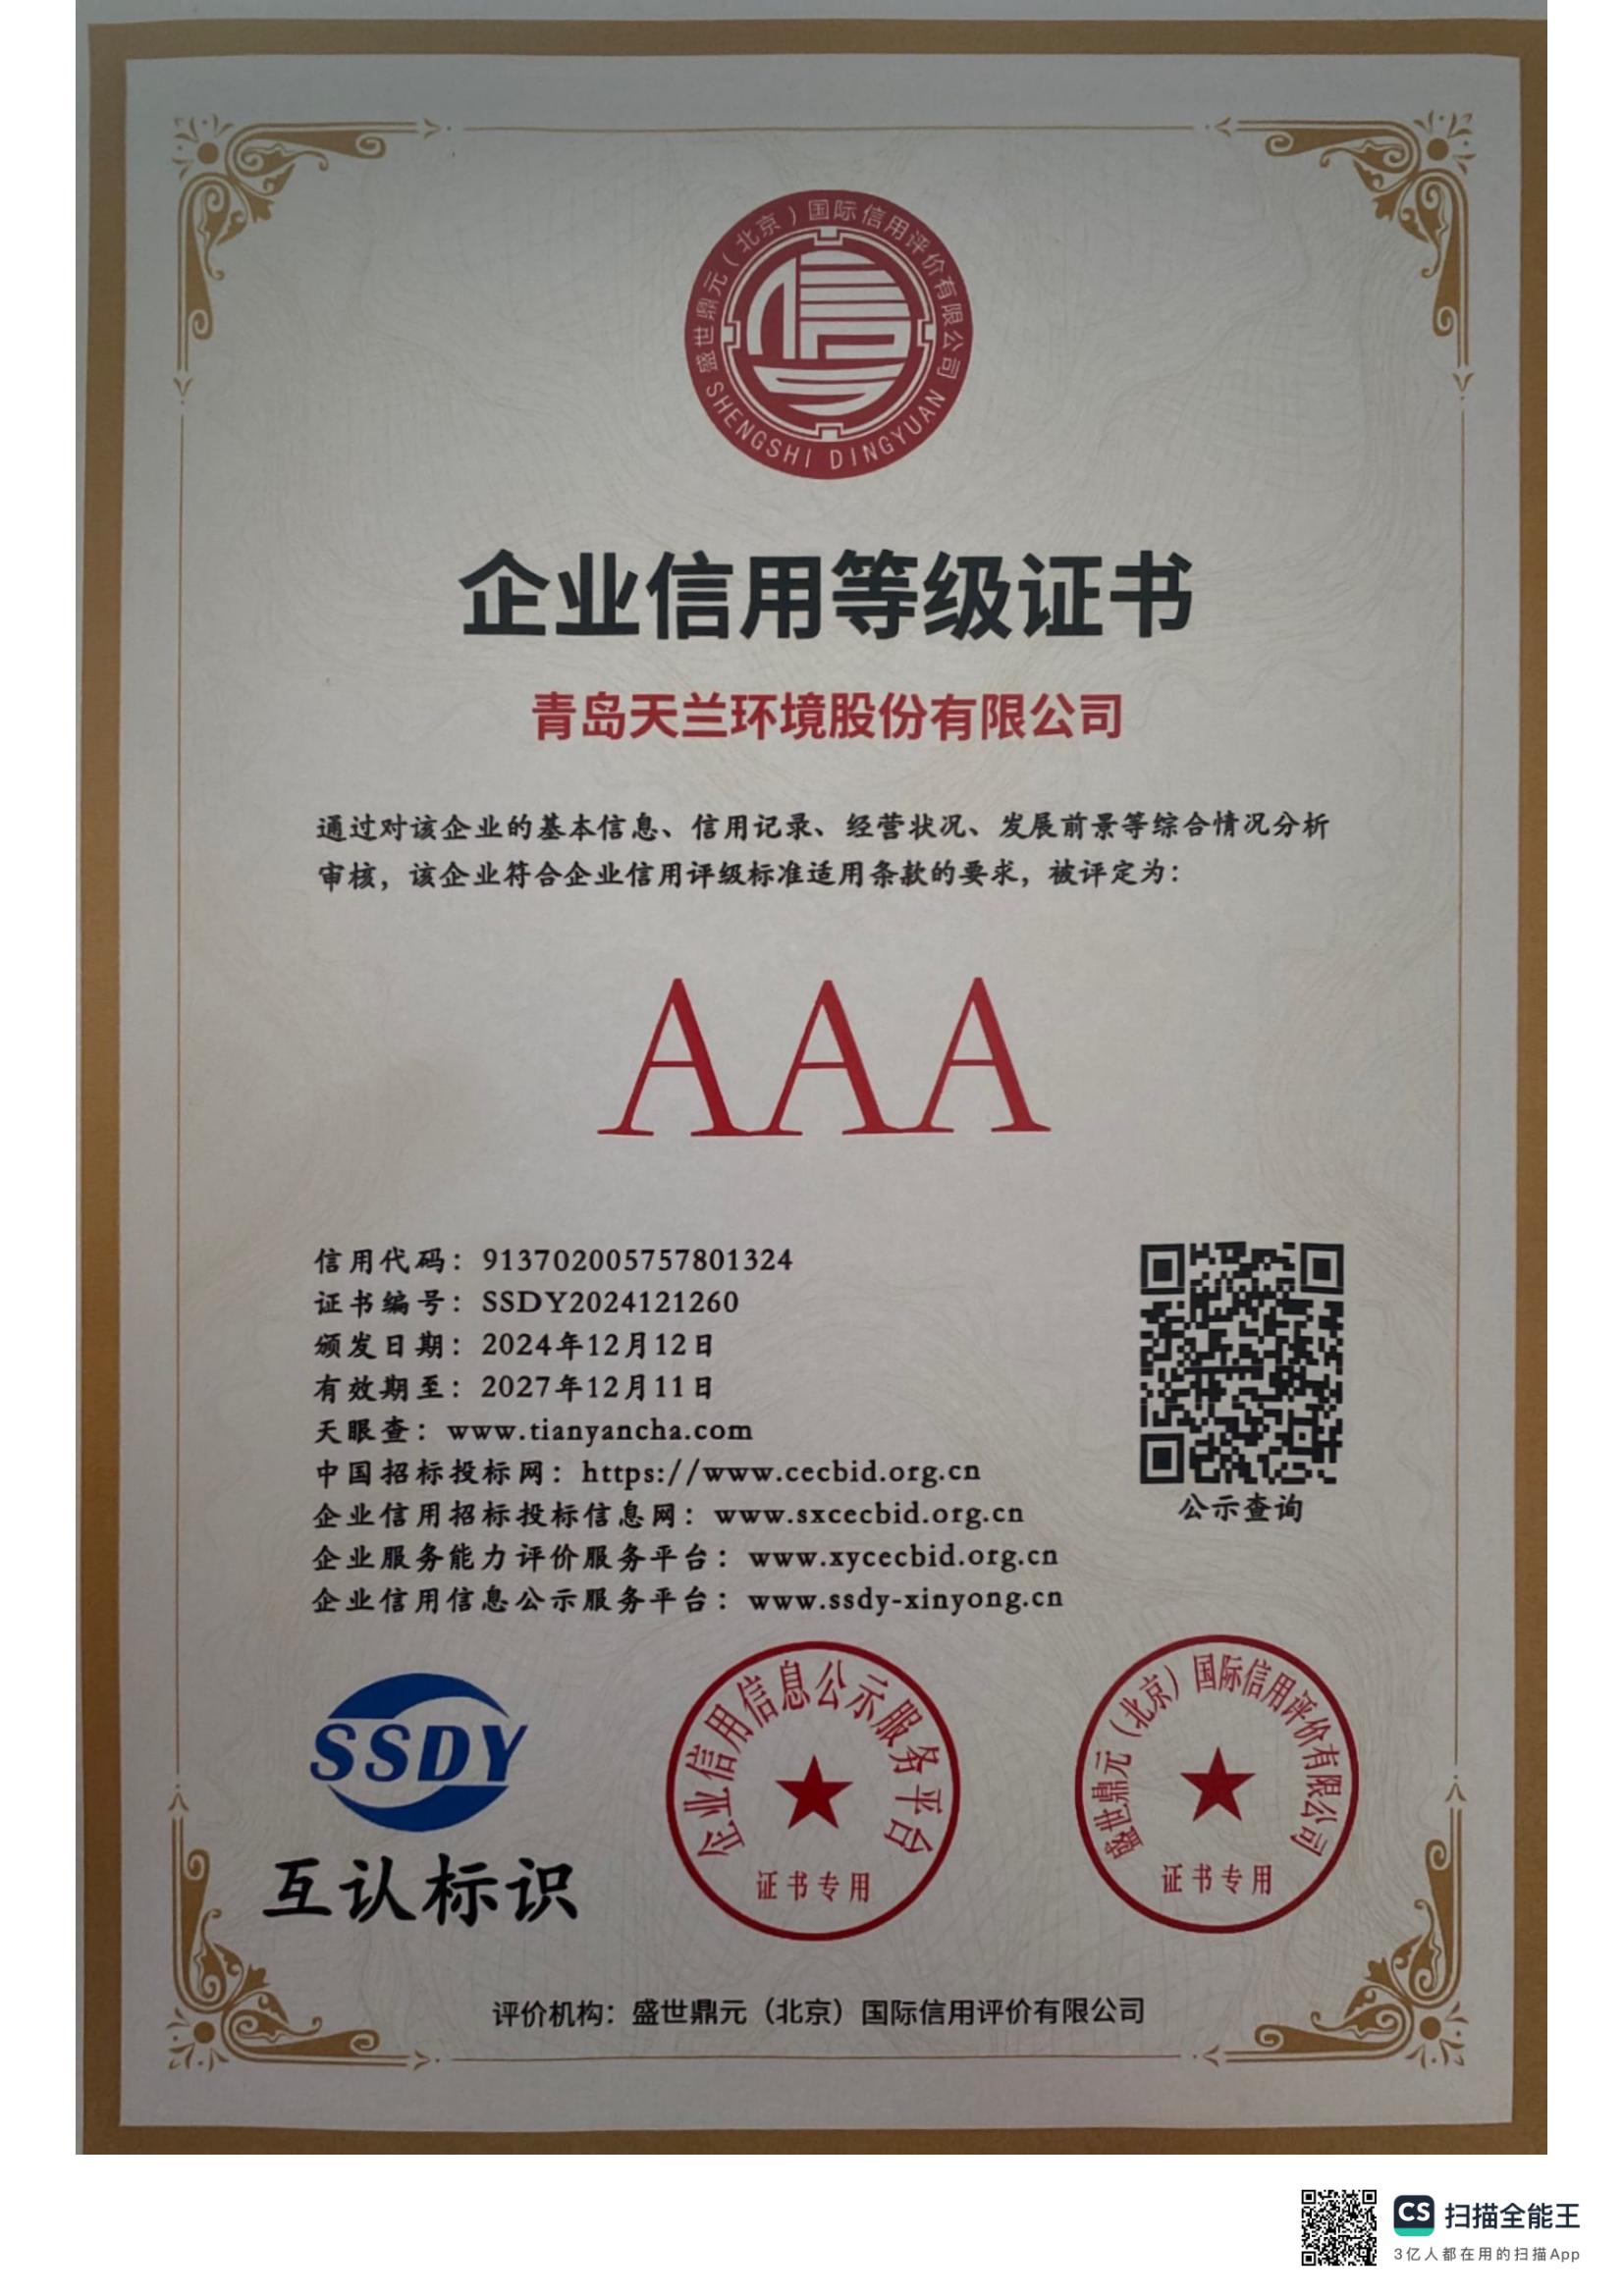 盛世鼎元（北京）国际信用评价有限公司
SHENGSHI DINGYUAN
企业信用等级证书
青岛天兰环境股份有限公司
通过对该企业的基本信息、信用记录、经营状况、发展前景等综合情况分析
审核，该企业符合企业信用评级标准适用条款的要求，被评定为：
AAA
信用代码：913702005757801324
证书编号：SSDY2024121260
颁发日期：2024年12月12日
有效期至：2027年12月11日
天眼查：www.tianyancha.com
中国招标投标网：https://www.cecbid.org.cn
企业信用招标投标信息网：www.sxcecbid.org.cn
企业服务能力评价服务平台：www.xycecbid.org.cn
企业信用信息公示服务平台：www.ssdy-xinyong.cn
公示查询
SSDY
互认标识
企业信用信息公示服务平台
证书专用
盛世鼎元（北京）国际信用评价有限公司
证书专用
评价机构：盛世鼎元（北京）国际信用评价有限公司
CS 扫描全能王
3亿人都在用的扫描App